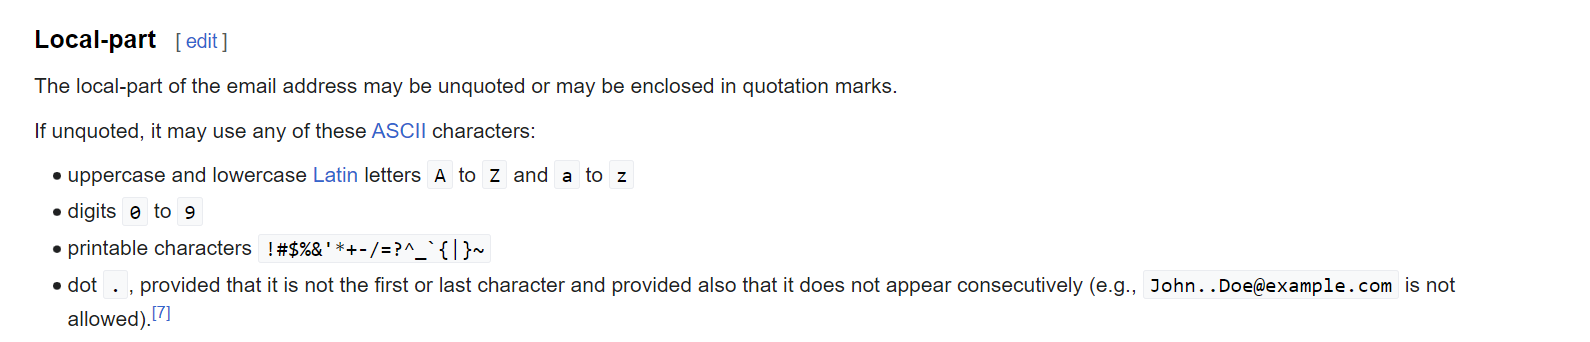 Local-part [ edit ]
The local-part of the email address may be unquoted or may be enclosed in quotation marks.
If unquoted, it may use any of these ASCII characters:
• uppercase and lowercase Latin letters A to Z and a to z
• digits 0 to 9
• printable characters !#$%&'*+-/=?^_`{|}~
• dot . , provided that it is not the first or last character and provided also that it does not appear consecutively (e.g., John..Doe@example.com is not
allowed).[7]